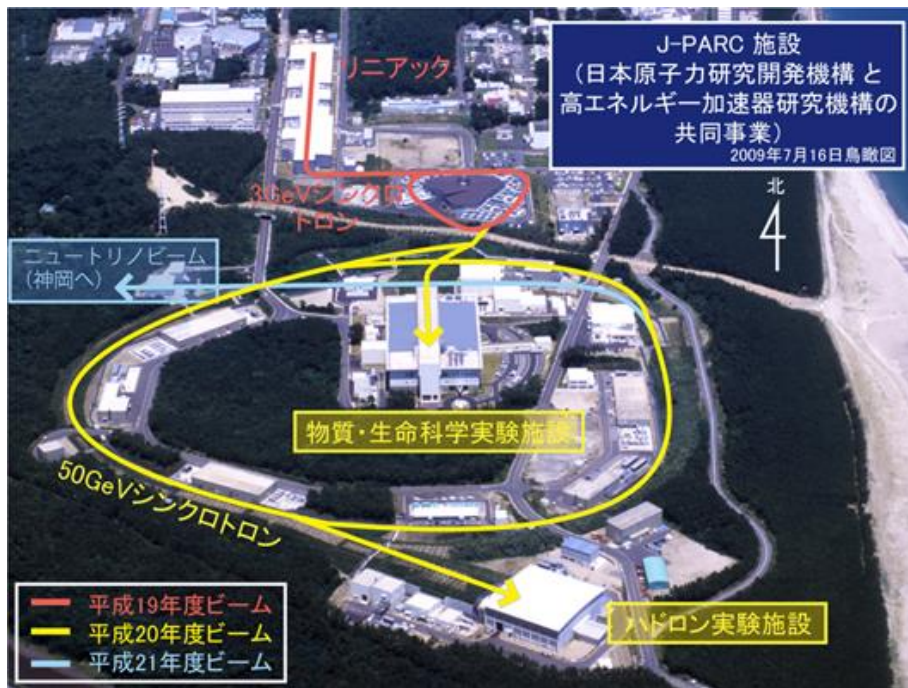 J-PARC 施設
(日本原子力研究開発機構 と
高エネルギー加速器研究機構の
共同事業)
2009年7月16日鳥瞰図
リニアック
北
3GeVシンクロ
トロン
ニュートリノビーム
(神岡へ)
物質・生命科学実験施設
50GeVシンクロトロン
ハドロン実験施設
平成19年度ビーム
平成20年度ビーム
平成21年度ビーム